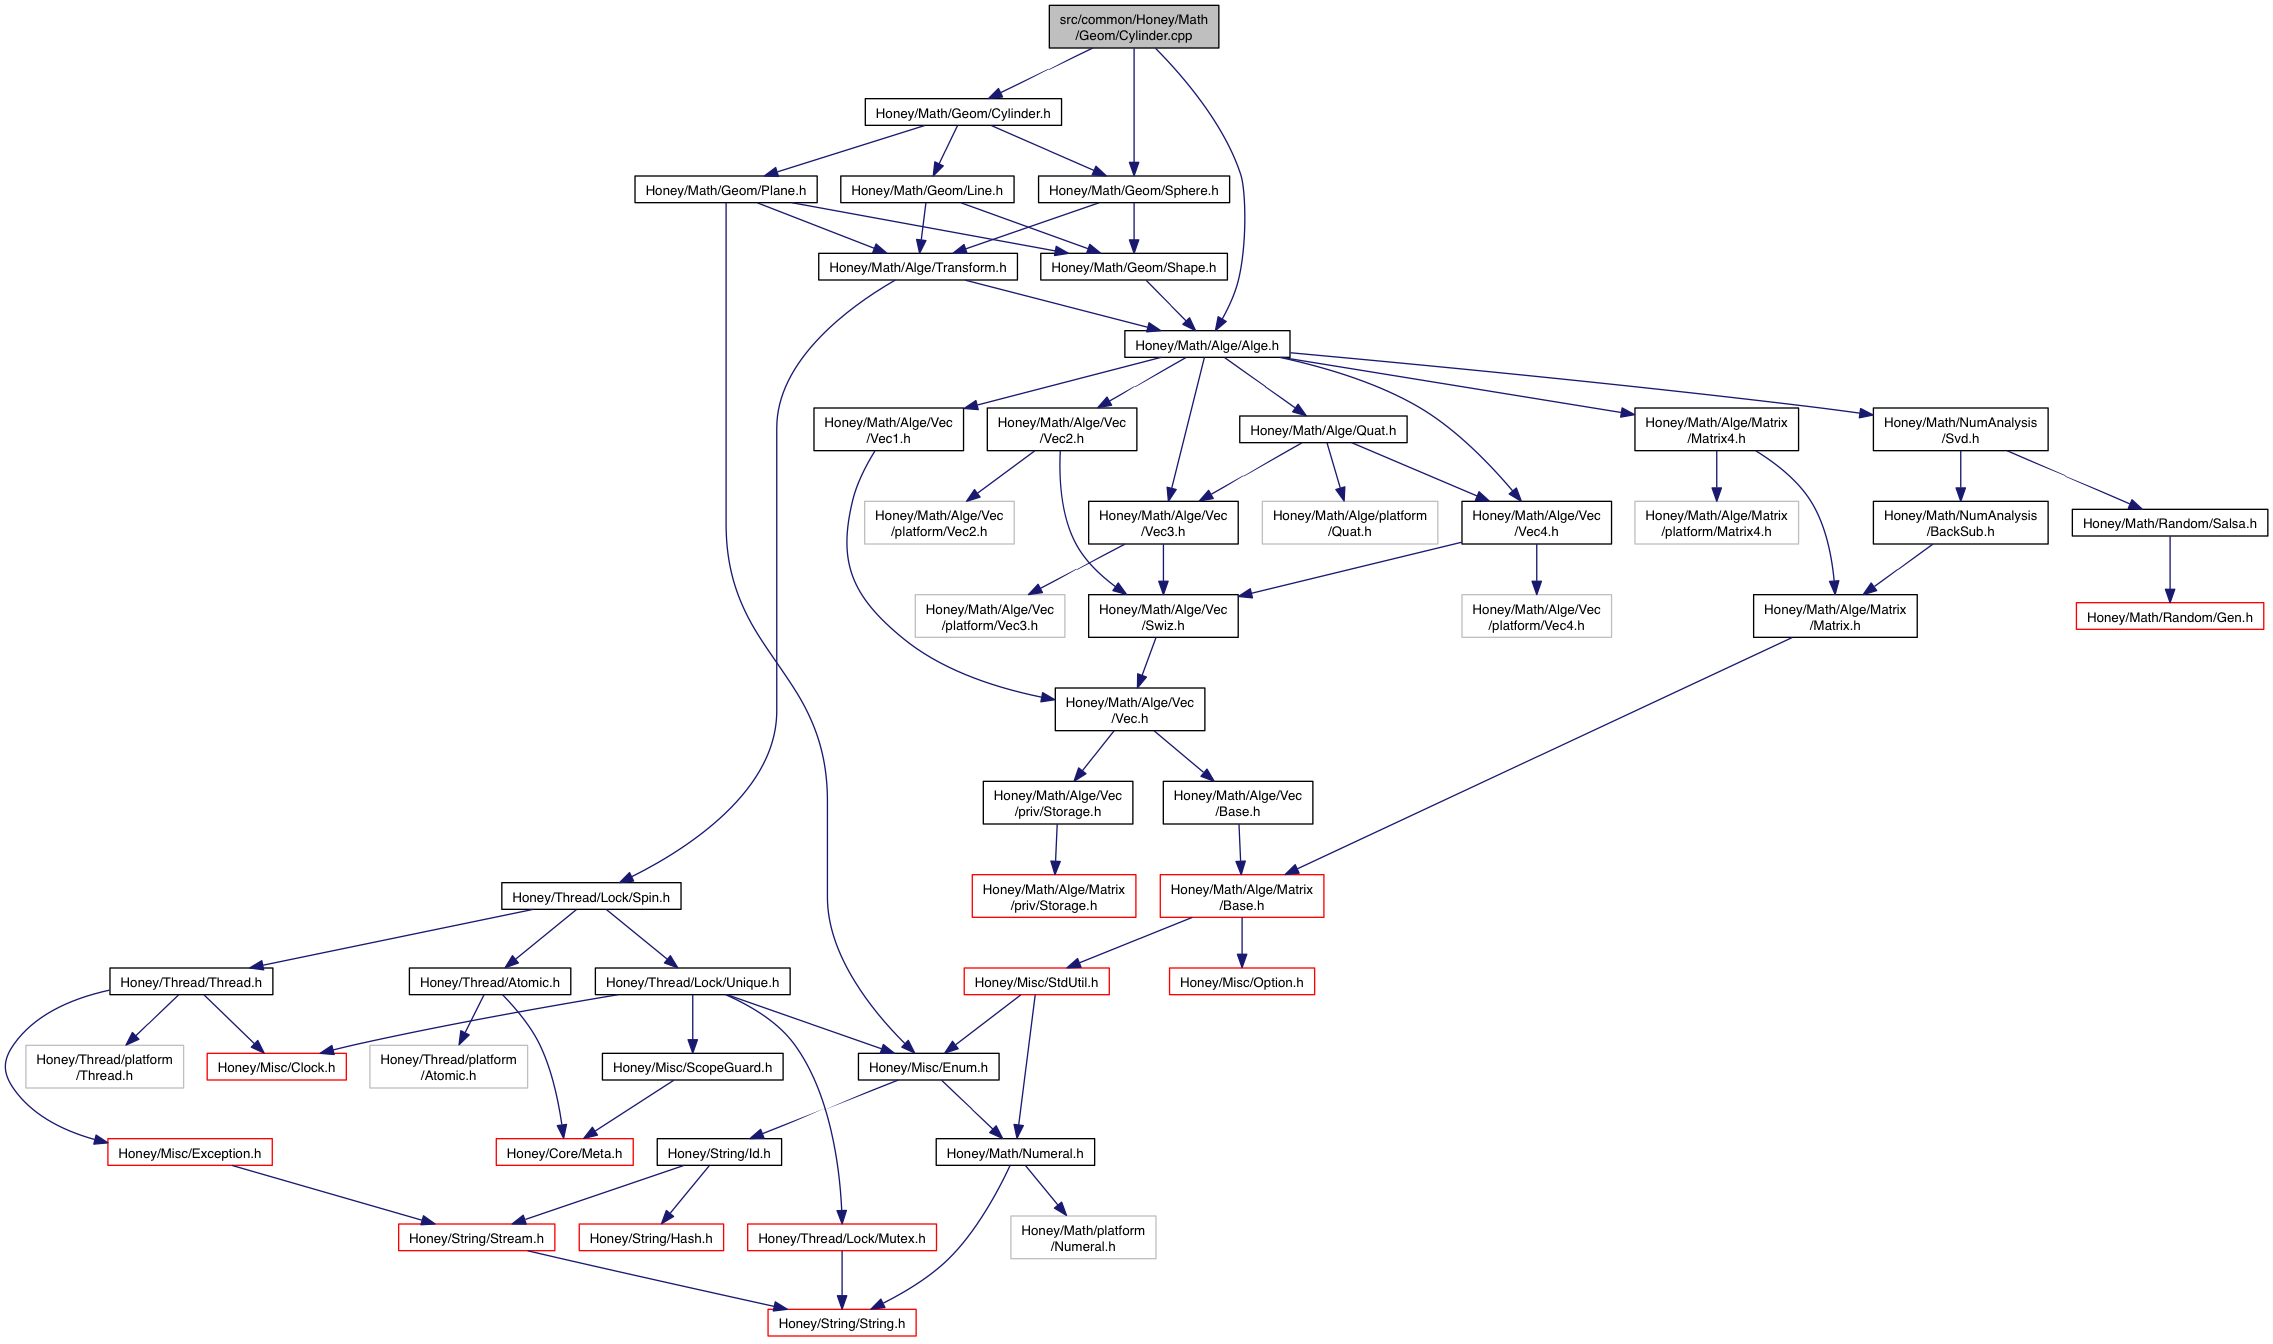 src/common/Honey/Math
/Geom/Cylinder.cpp
Honey/Math/Geom/Cylinder.h
Honey/Math/Geom/Plane.h
Honey/Math/Geom/Line.h
Honey/Math/Geom/Sphere.h
Honey/Math/Alge/Transform.h
Honey/Math/Geom/Shape.h
Honey/Math/Alge/Alge.h
Honey/Math/Alge/Vec
/Vec1.h
Honey/Math/Alge/Vec
/Vec2.h
Honey/Math/Alge/Quat.h
Honey/Math/Alge/Matrix
/Matrix4.h
Honey/Math/NumAnalysis
/Svd.h
Honey/Math/Alge/Vec
/platform/Vec2.h
Honey/Math/Alge/Vec
/Vec3.h
Honey/Math/Alge/platform
/Quat.h
Honey/Math/Alge/Vec
/Vec4.h
Honey/Math/Alge/Matrix
/platform/Matrix4.h
Honey/Math/NumAnalysis
/BackSub.h
Honey/Math/Random/Salsa.h
Honey/Math/Alge/Vec
/platform/Vec3.h
Honey/Math/Alge/Vec
/Swiz.h
Honey/Math/Alge/Vec
/platform/Vec4.h
Honey/Math/Alge/Matrix
/Matrix.h
Honey/Math/Random/Gen.h
Honey/Math/Alge/Vec
/Vec.h
Honey/Math/Alge/Vec
/priv/Storage.h
Honey/Math/Alge/Vec
/Base.h
Honey/Thread/Lock/Spin.h
Honey/Math/Alge/Matrix
/priv/Storage.h
Honey/Math/Alge/Matrix
/Base.h
Honey/Thread/Thread.h
Honey/Thread/Atomic.h
Honey/Thread/Lock/Unique.h
Honey/Misc/StdUtil.h
Honey/Misc/Option.h
Honey/Thread/platform
/Thread.h
Honey/Misc/Clock.h
Honey/Thread/platform
/Atomic.h
Honey/Misc/ScopeGuard.h
Honey/Misc/Enum.h
Honey/Misc/Exception.h
Honey/Core/Meta.h
Honey/String/Id.h
Honey/Math/Numeral.h
Honey/String/Stream.h
Honey/String/Hash.h
Honey/Thread/Lock/Mutex.h
Honey/Math/platform
/Numeral.h
Honey/String/String.h